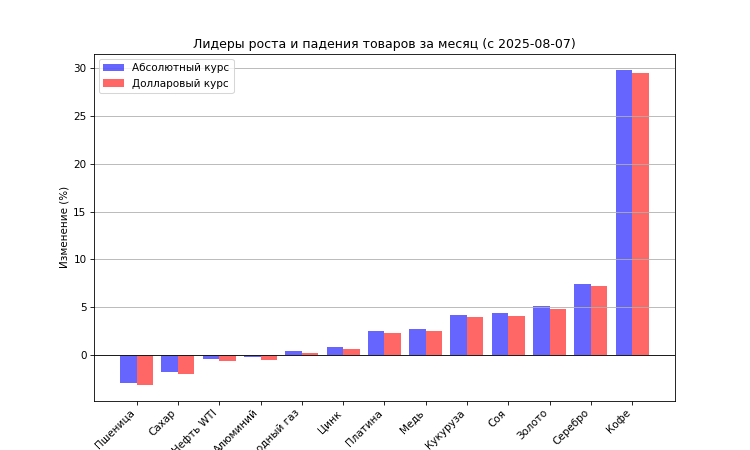 Лидеры роста и падения товаров за месяц (с 2025-08-07)
Абсолютный курс
Долларовый курс
Изменение (%)
30
25
20
15
10
5
0
Пшеница
Сахар
Нефть WTI
Алюминий
одный газ
Цинк
Платина
Медь
Кукуруза
Соя
Золото
Серебро
Кофе